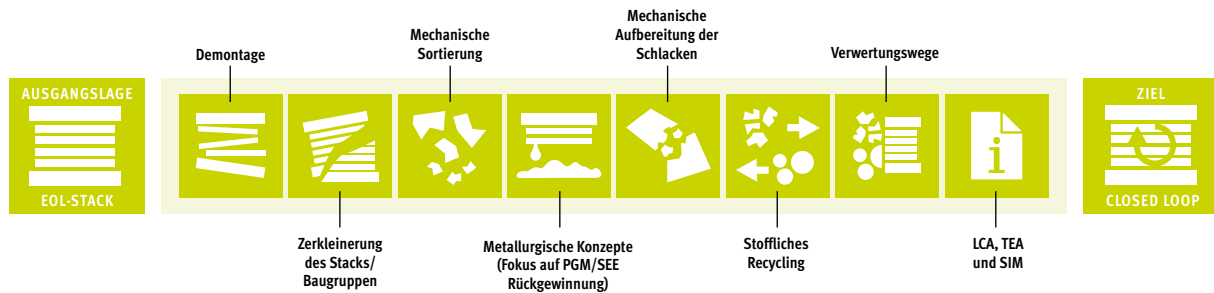 AUSGANGSLAGE
EOL-STACK
Demontage
Zerkleinerung
des Stacks/
Baugruppen
Mechanische
Sortierung
Metallurgische Konzepte
(Fokus auf PGM/SEE
Rückgewinnung)
Mechanische
Aufbereitung der
Schlacken
Stoffliches
Recycling
Verwertungswege
i
LCA, TEA
und SIM
ZIEL
CLOSED LOOP